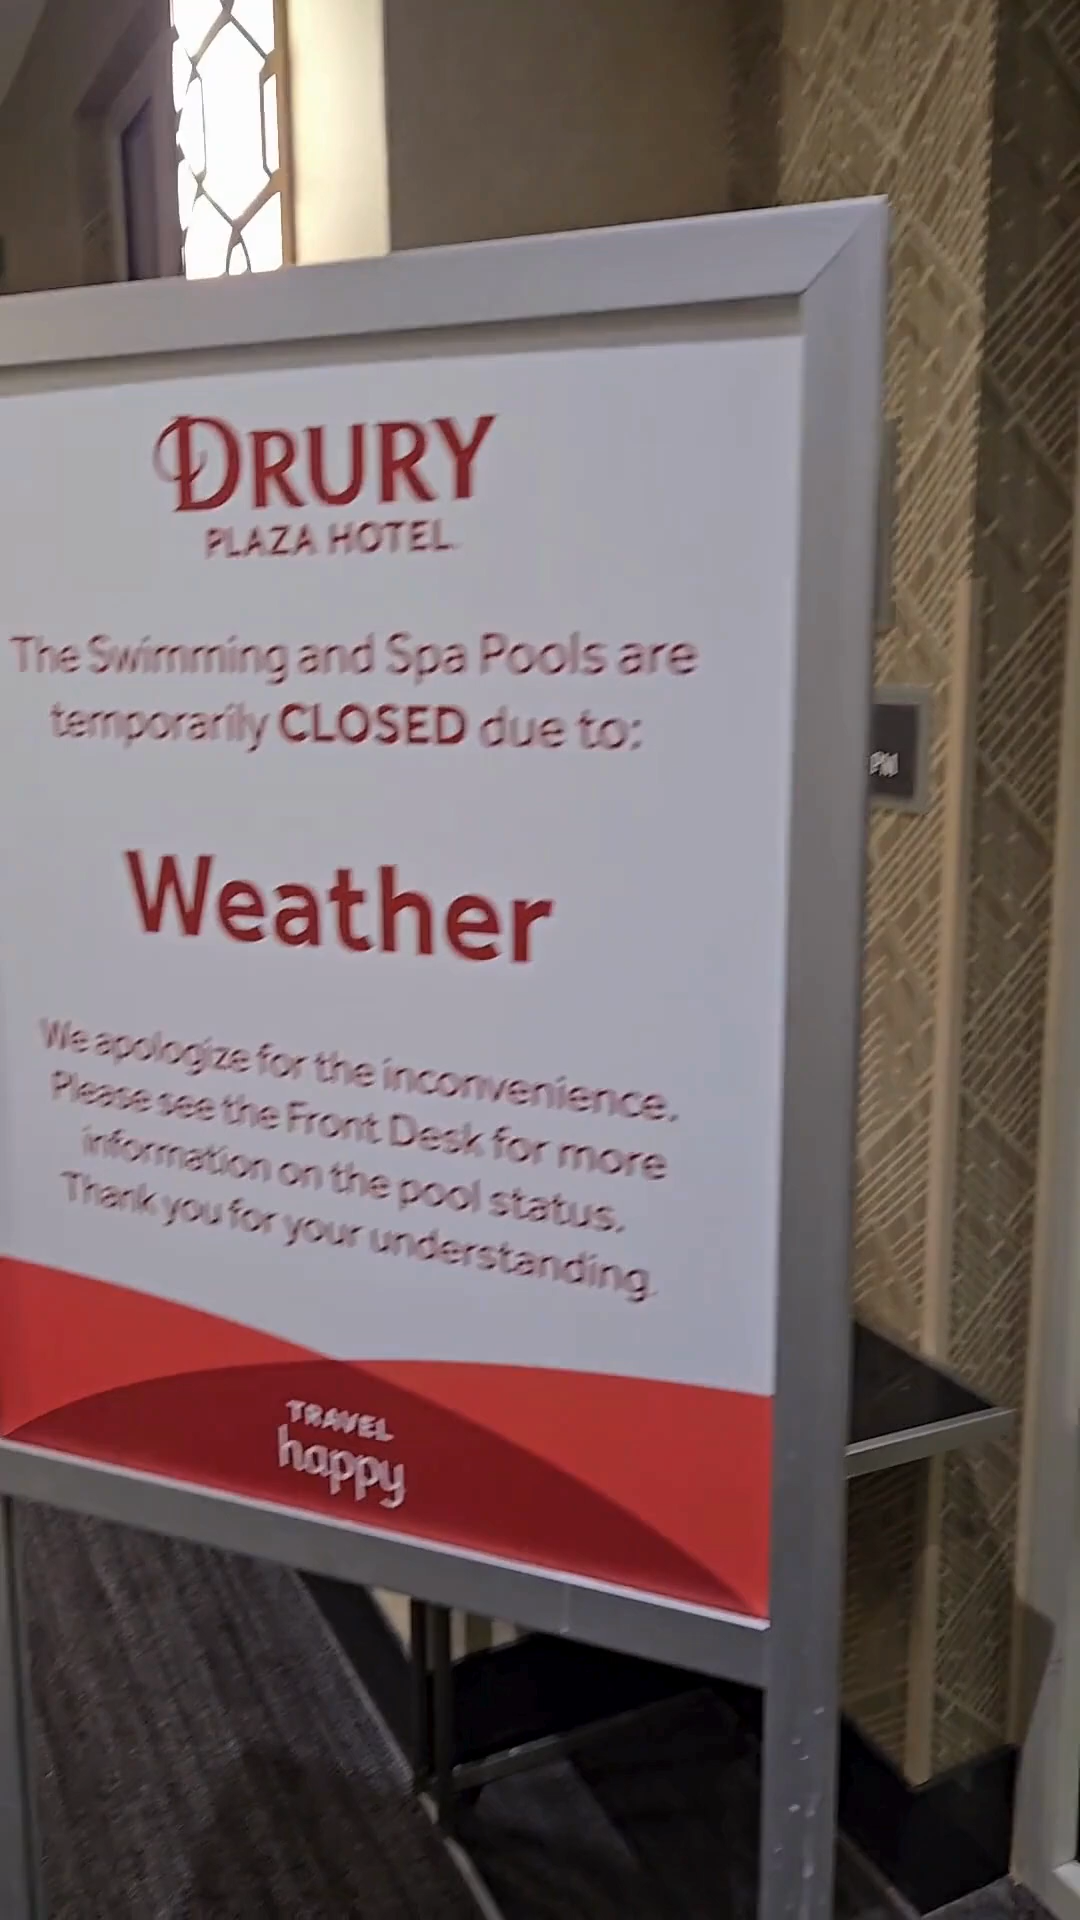 DRURY
PLAZA HOTEL
The Swimming and Spa Pools are
temporarily CLOSED due to:
Weather
We apologize for the inconvenience.
Please see the Front Desk for more
information on the pool status.
Thank you for your understanding.
TRAVEL
happy
PM